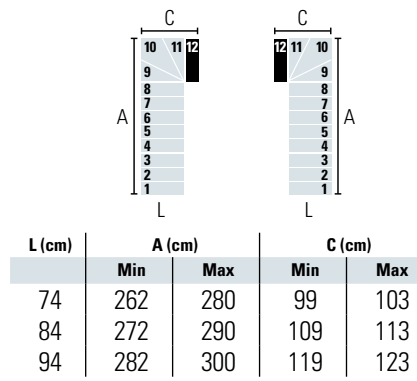 C C
10 11 12 12 11 10
9 9
8 8
A 7 7 A
6 6
5 5
4 4
3 3
2 2
1 1
L L
L (cm) A (cm) C (cm)
Min Max Min Max
74 262 280 99 103
84 272 290 109 113
94 282 300 119 123